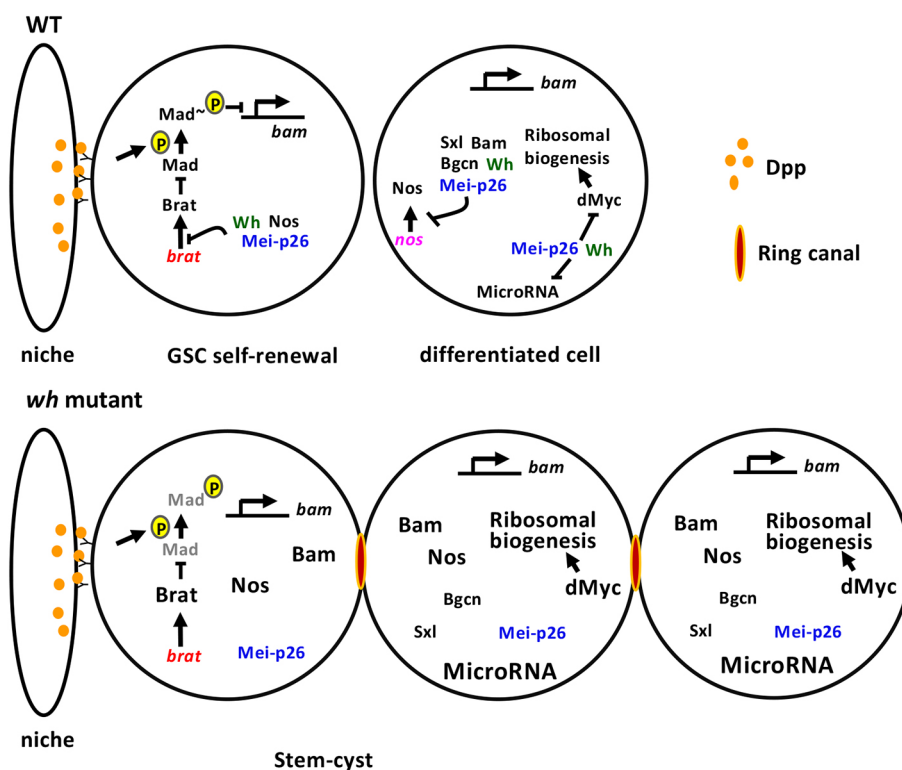 WT
P
Mad~
bam
P
Mad
Brat
Wh Nos
Mei-p26
brat
bam
Sxl Bam
Bgcn Wh
Mei-p26
Ribosomal
biogenesis
Nos
dMyc
nos
Mei-p26 Wh
MicroRNA
Dpp
Ring canal
niche
GSC self-renewal
differentiated cell
wh mutant
P
Mad
bam
P
Mad
Bam
Brat
Nos
brat
Mei-p26
bam
Bam
Ribosomal
biogenesis
Nos
dMyc
Bgcn
Sxl
Mei-p26
MicroRNA
bam
Bam
Ribosomal
biogenesis
Nos
dMyc
Bgcn
Sxl
Mei-p26
MicroRNA
niche
Stem-cyst